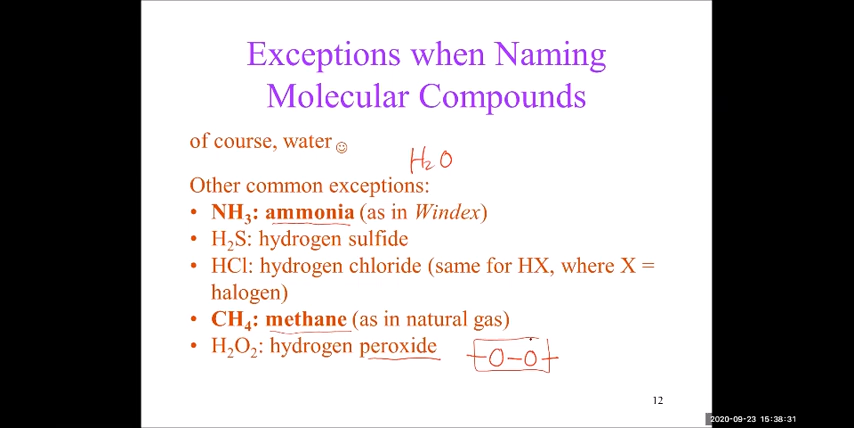 Exceptions when Naming
Molecular Compounds
of course, water ☺
H₂O
Other common exceptions:
• NH₃: ammonia (as in Windex)
• H₂S: hydrogen sulfide
• HCl: hydrogen chloride (same for HX, where X =
halogen)
• CH₄: methane (as in natural gas)
• H₂O₂: hydrogen peroxide
–O–O–
12
2020-09-23 15:38:31